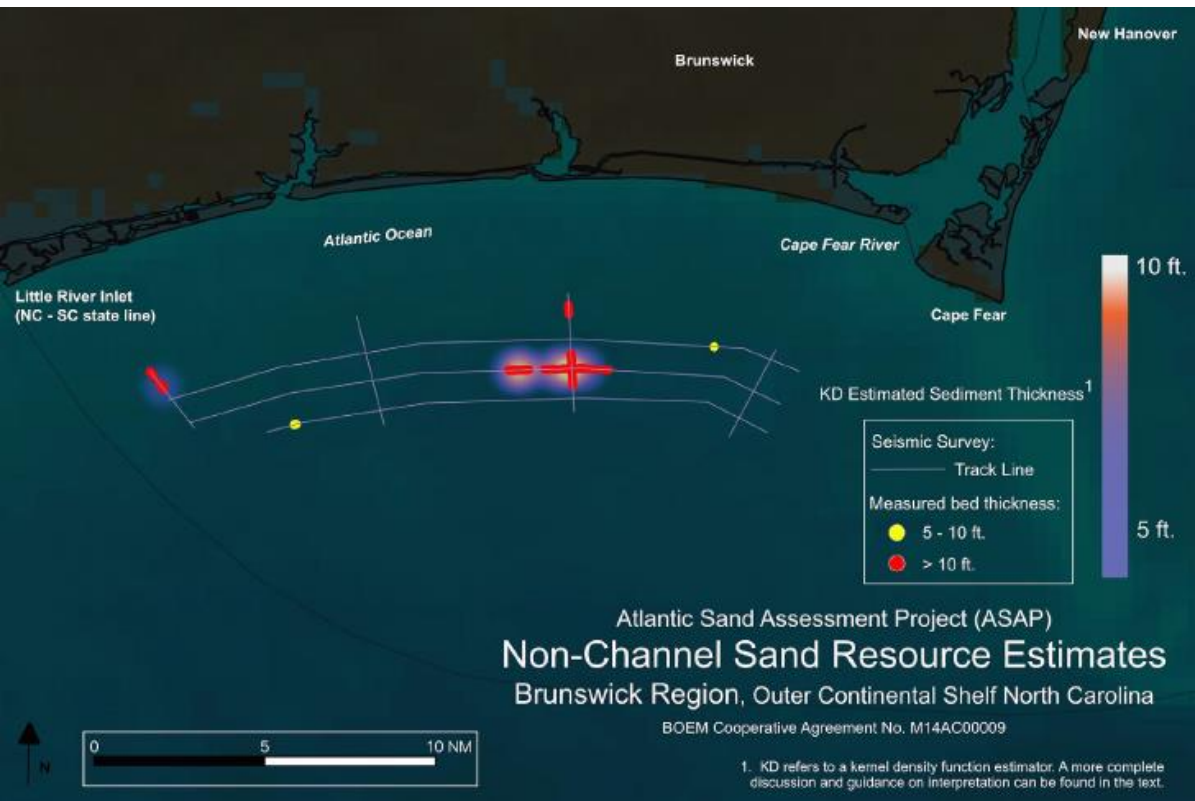 New Hanover
Brunswick
Atlantic Ocean
Cape Fear River
Little River Inlet
(NC - SC state line)
Cape Fear
10 ft.
KD Estimated Sediment Thickness1
Seismic Survey:
Track Line
Measured bed thickness:
5 - 10 ft.
> 10 ft.
5 ft.
Atlantic Sand Assessment Project (ASAP)
Non-Channel Sand Resource Estimates
Brunswick Region, Outer Continental Shelf North Carolina
BOEM Cooperative Agreement No. M14AC00009
N
0 5 10 NM
1. KD refers to a kernel density function estimator. A more complete
discussion and guidance on interpretation can be found in the text.